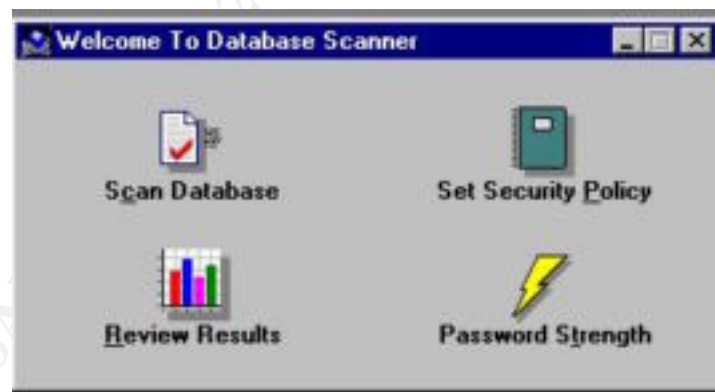 Welcome To Database Scanner
Scan Database
Set Security Policy
Review Results
Password Strength